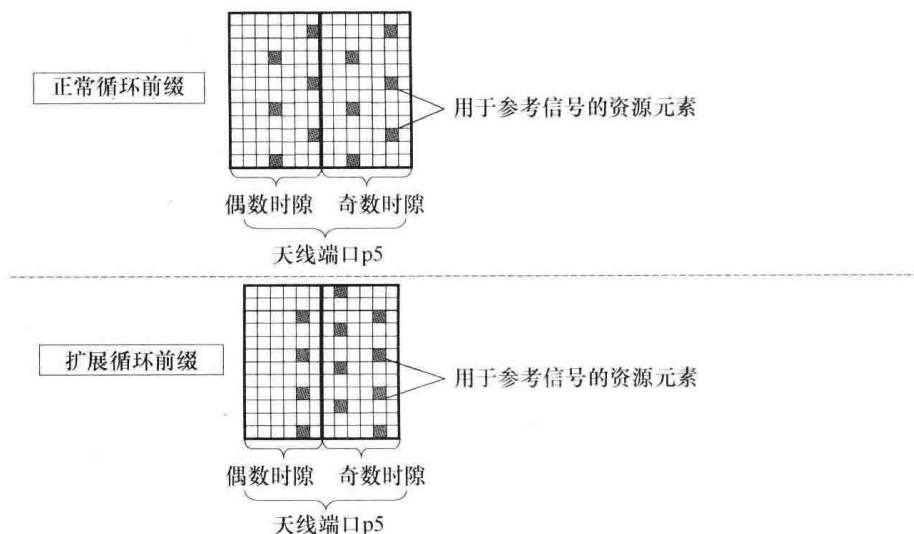 正常循环前缀
用于参考信号的资源元素
偶数时隙 奇数时隙
天线端口p5
扩展循环前缀
用于参考信号的资源元素
偶数时隙 奇数时隙
天线端口p5